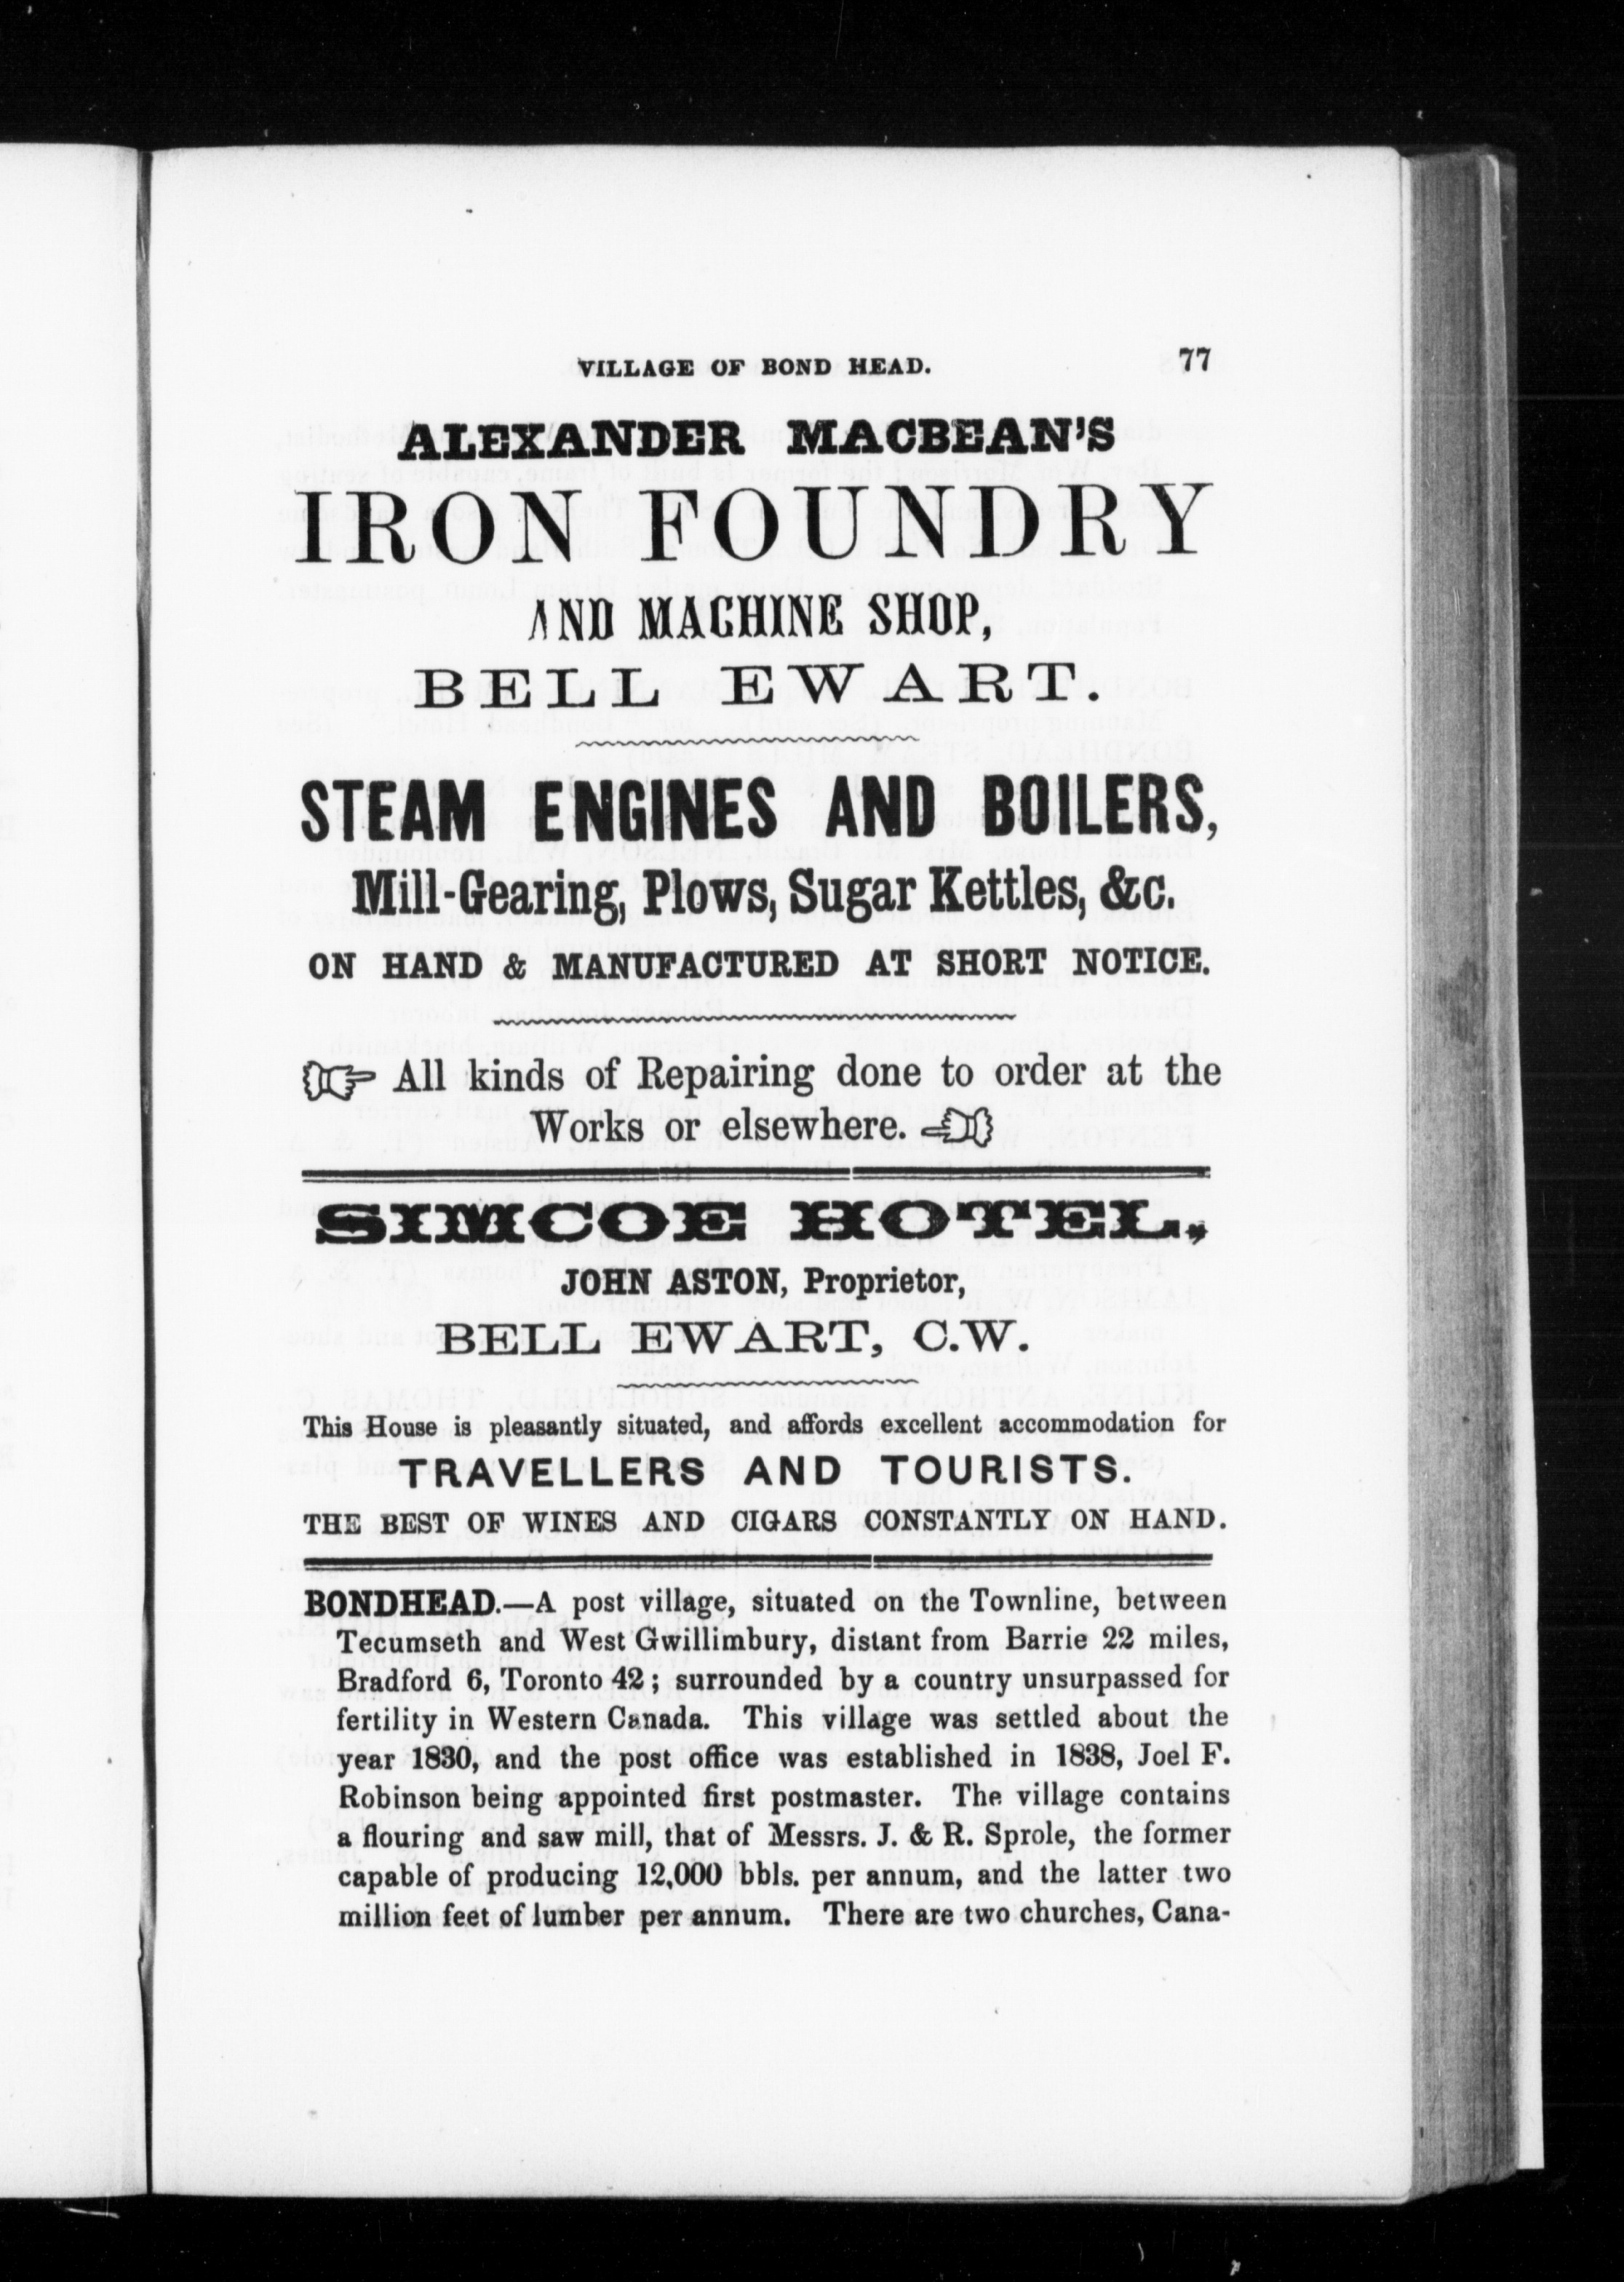 VILLAGE OF BOND HEAD. 77
ALEXANDER MACBEAN'S
IRON FOUNDRY
AND MACHINE SHOP,
BELL EWART.
STEAM ENGINES AND BOILERS,
Mill-Gearing, Plows, Sugar Kettles, &c.
ON HAND & MANUFACTURED AT SHORT NOTICE.
☞ All kinds of Repairing done to order at the
Works or elsewhere. ☜
SIMCOE HOTEL,
JOHN ASTON, Proprietor,
BELL EWART, C.W.
This House is pleasantly situated, and affords excellent accommodation for
TRAVELLERS AND TOURISTS.
THE BEST OF WINES AND CIGARS CONSTANTLY ON HAND.
BONDHEAD.—A post village, situated on the Townline, between
Tecumseth and West Gwillimbury, distant from Barrie 22 miles,
Bradford 6, Toronto 42; surrounded by a country unsurpassed for
fertility in Western Canada. This village was settled about the
year 1830, and the post office was established in 1838, Joel F.
Robinson being appointed first postmaster. The village contains
a flouring and saw mill, that of Messrs. J. & R. Sprole, the former
capable of producing 12,000 bbls. per annum, and the latter two
million feet of lumber per annum. There are two churches, Cana-